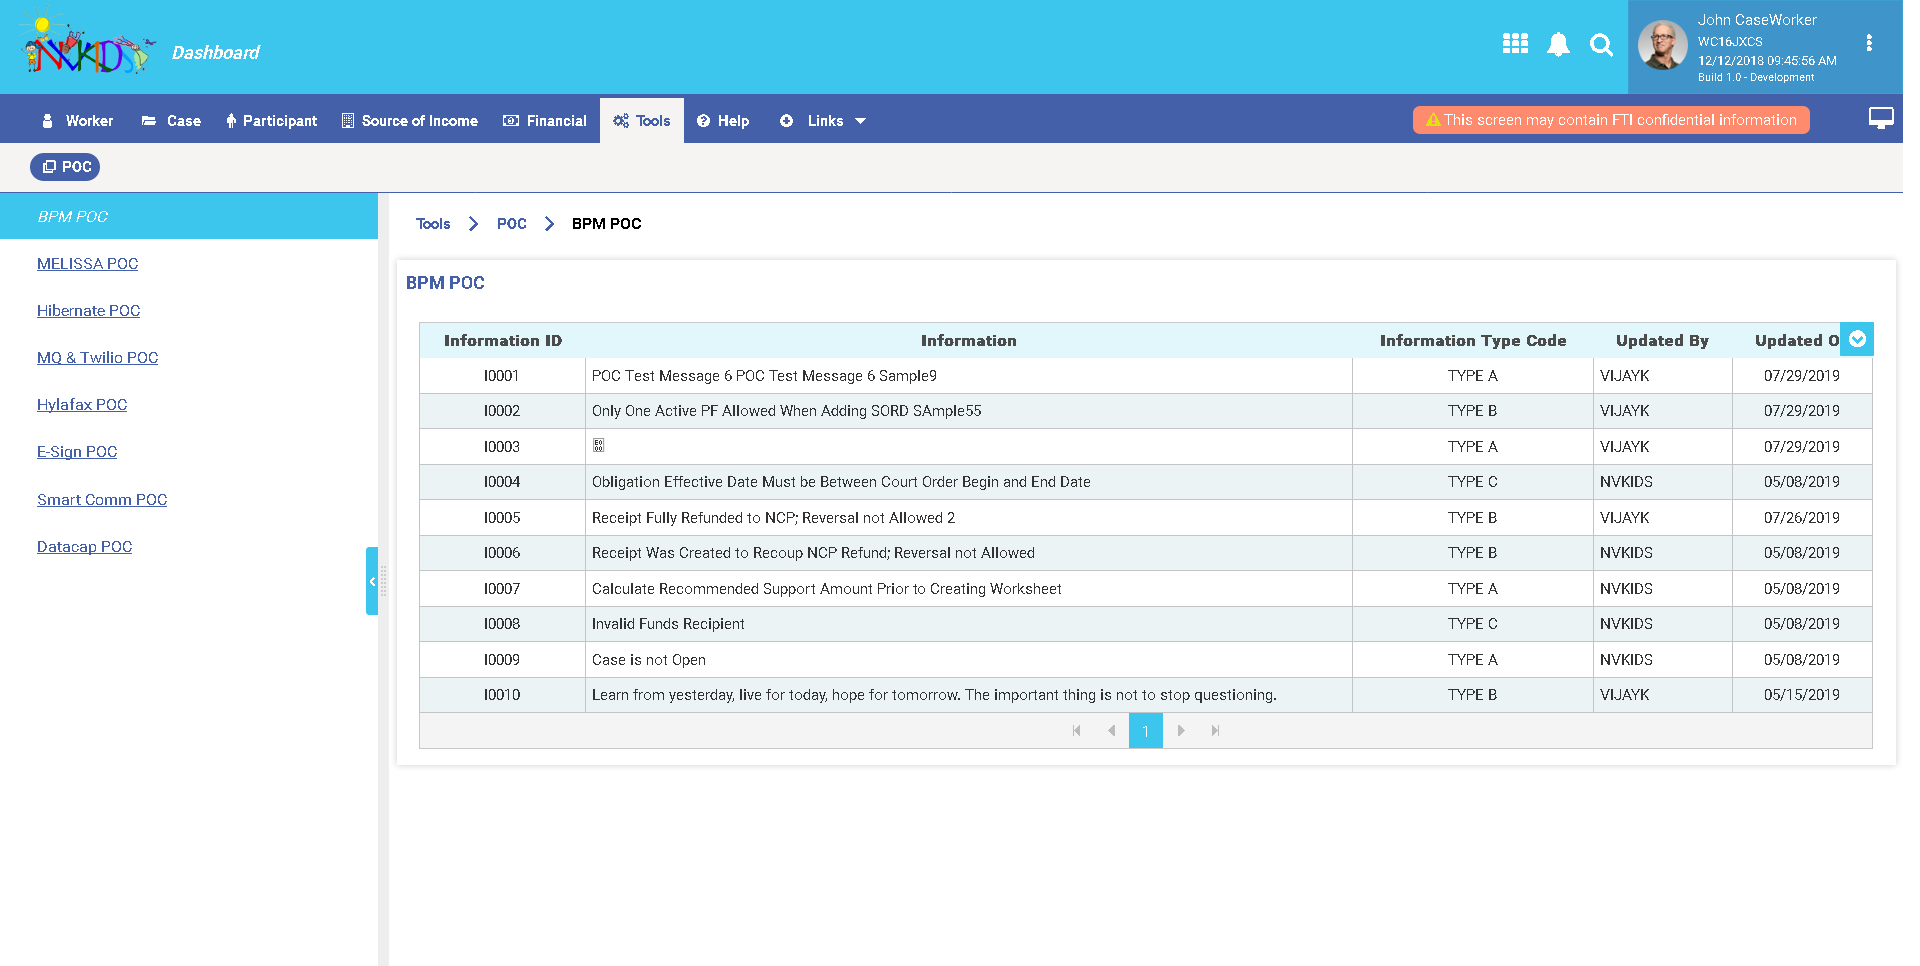 NVKIDS
Dashboard
John CaseWorker
WC16JXCS
12/12/2018 09:45:56 AM
Build 1.0 - Development
Worker Case Participant Source of Income Financial Tools Help Links
This screen may contain FTI confidential information
POC
BPM POC
MELISSA POC
Hibernate POC
MQ & Twilio POC
Hylafax POC
E-Sign POC
Smart Comm POC
Datacap POC
Tools POC BPM POC
BPM POC
Information ID Information Information Type Code Updated By Updated O
I0001 POC Test Message 6 POC Test Message 6 Sample9 TYPE A VIJAYK 07/29/2019
I0002 Only One Active PF Allowed When Adding SORD SAmple55 TYPE B VIJAYK 07/29/2019
I0003 TYPE A VIJAYK 07/29/2019
I0004 Obligation Effective Date Must be Between Court Order Begin and End Date TYPE C NVKIDS 05/08/2019
I0005 Receipt Fully Refunded to NCP; Reversal not Allowed 2 TYPE B VIJAYK 07/26/2019
I0006 Receipt Was Created to Recoup NCP Refund; Reversal not Allowed TYPE B NVKIDS 05/08/2019
I0007 Calculate Recommended Support Amount Prior to Creating Worksheet TYPE A NVKIDS 05/08/2019
I0008 Invalid Funds Recipient TYPE C NVKIDS 05/08/2019
I0009 Case is not Open TYPE A NVKIDS 05/08/2019
I0010 Learn from yesterday, live for today, hope for tomorrow. The important thing is not to stop questioning. TYPE B VIJAYK 05/15/2019
1